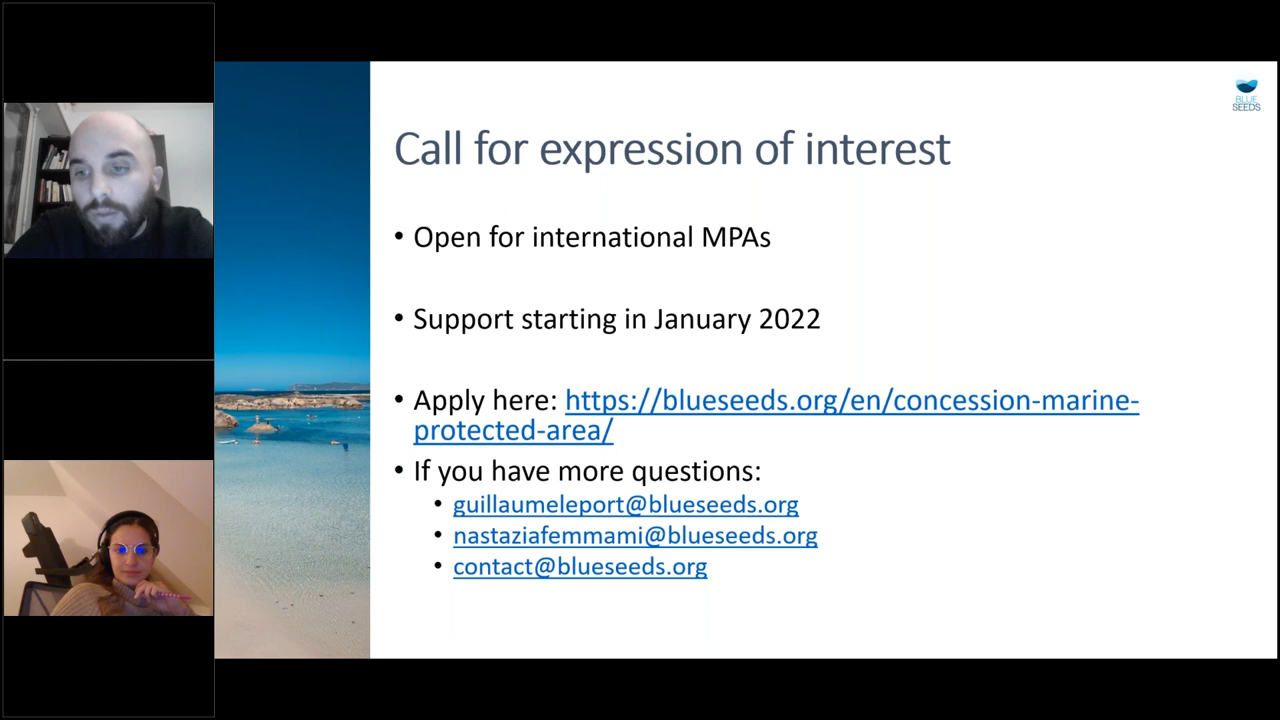 BLUE
SEEDS
Call for expression of interest
• Open for international MPAs
• Support starting in January 2022
• Apply here: https://blueseeds.org/en/concession-marine-
protected-area/
• If you have more questions:
• guillaumeleport@blueseeds.org
• nastaziafemmami@blueseeds.org
• contact@blueseeds.org